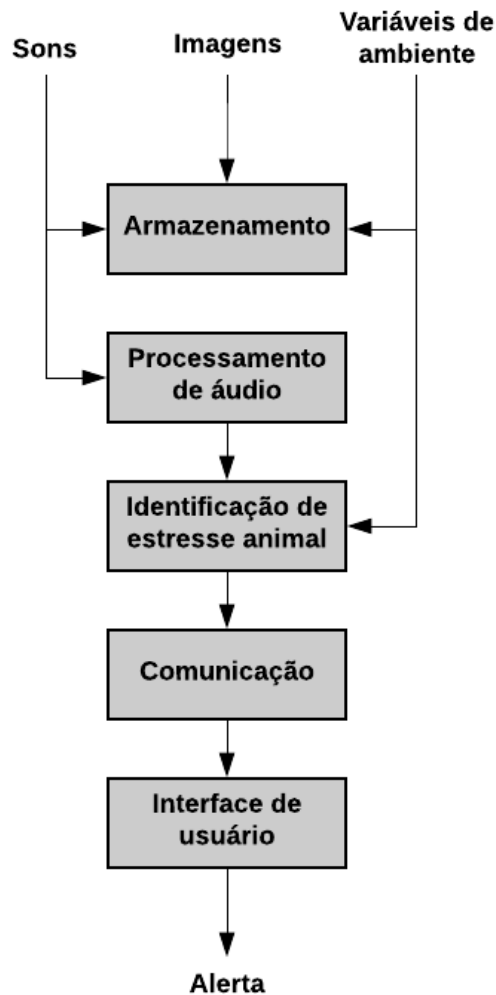 Sons
Imagens
Variáveis de
ambiente
Armazenamento
Processamento
de áudio
Identificação de
estresse animal
Comunicação
Interface de
usuário
Alerta